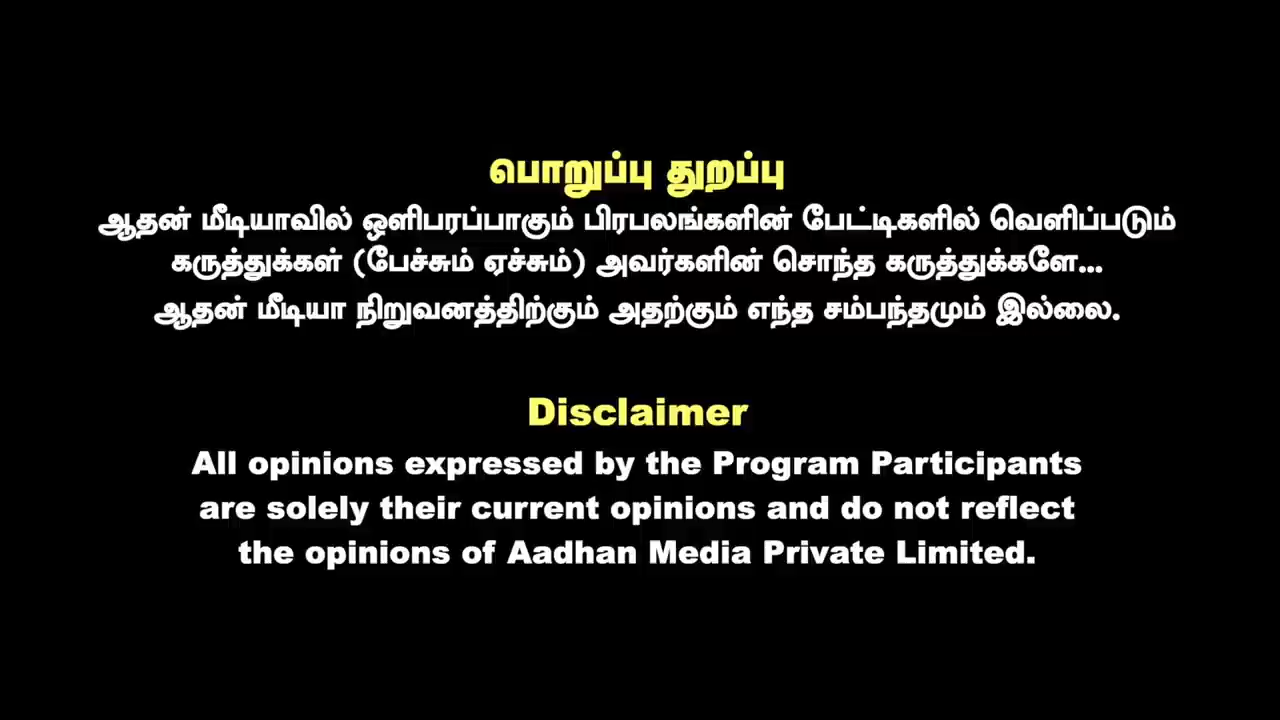 பொறுப்பு துறப்பு
ஆதன் மீடியாவில் ஒளிபரப்பாகும் பிரபலங்களின் பேட்டிகளில் வெளிப்படும்
கருத்துக்கள் (பேச்சும் ஏச்சும்) அவர்களின் சொந்த கருத்துக்களே...
ஆதன் மீடியா நிறுவனத்திற்கும் அதற்கும் எந்த சம்பந்தமும் இல்லை.
Disclaimer
All opinions expressed by the Program Participants
are solely their current opinions and do not reflect
the opinions of Aadhan Media Private Limited.